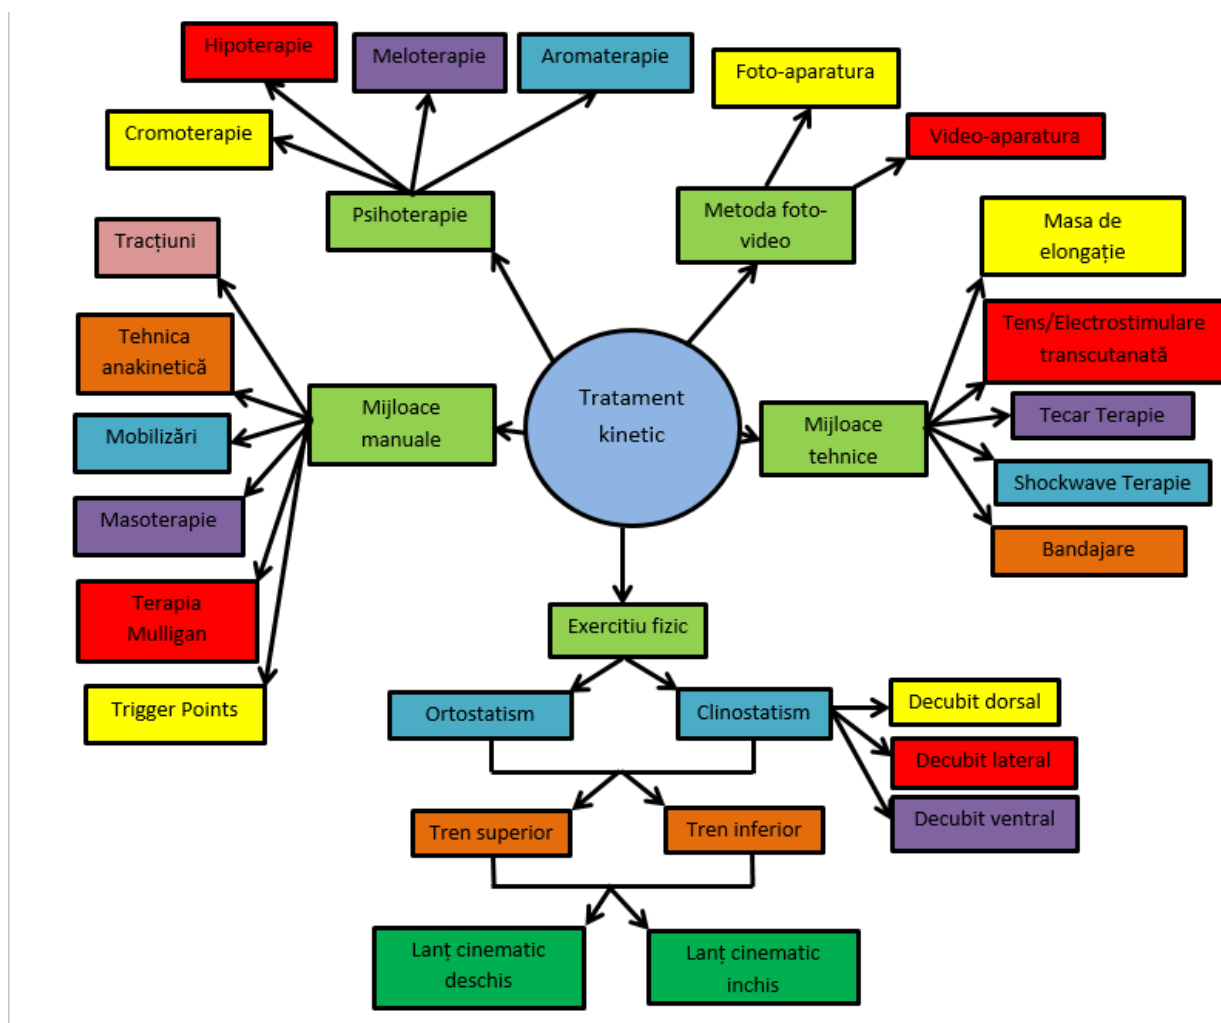 Hipoterapie
Meloterapie
Aromaterapie
Foto-aparatura
Cromoterapie
Video-aparatura
Psihoterapie
Metoda foto-
video
Tracțiuni
Masa de
elongație
Tehnica
anakinetică
Tens/Electrostimulare
transcutanată
Mijloace
manuale
Tratament
kinetic
Mijloace
tehnice
Tecar Terapie
Mobilizări
Shockwave Terapie
Masoterapie
Bandajare
Terapia
Mulligan
Exercitiu fizic
Trigger Points
Ortostatism
Clinostatism
Decubit dorsal
Decubit lateral
Decubit ventral
Tren superior
Tren inferior
Lanț cinematic
deschis
Lanț cinematic
inchis